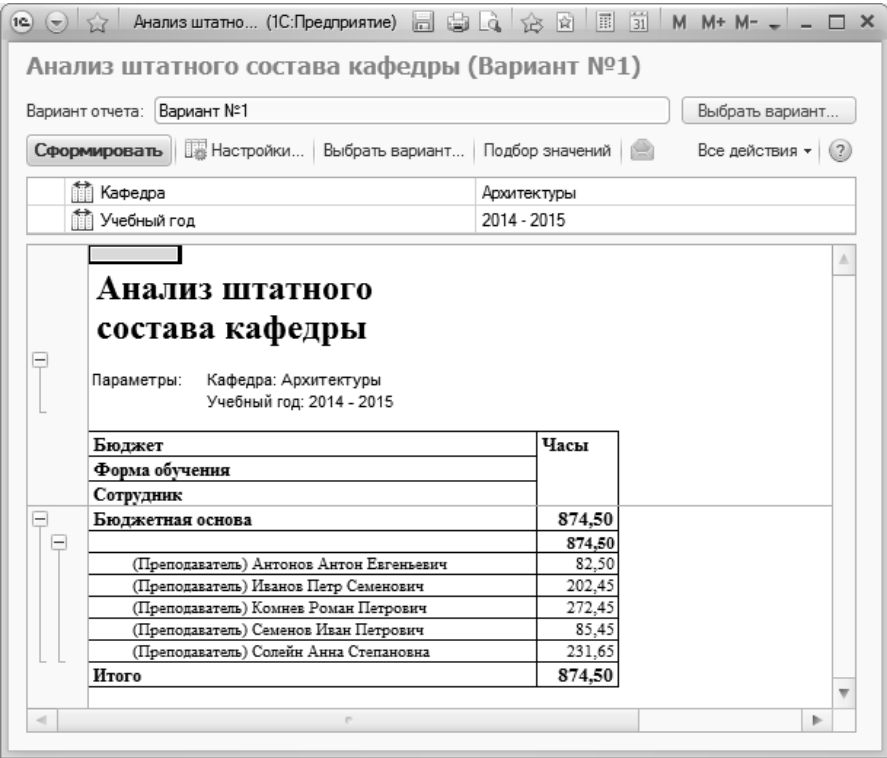 1С Анализ штатно... (1С:Предприятие) 31 M M+ M-
Анализ штатного состава кафедры (Вариант №1)
Вариант отчета: Вариант №1 Выбрать вариант...
Сформировать Настройки... Выбрать вариант... Подбор значений Все действия ?
Кафедра Архитектуры
Учебный год 2014 - 2015
Анализ штатного
состава кафедры
Параметры: Кафедра: Архитектуры
Учебный год: 2014 - 2015
Бюджет Часы
Форма обучения
Сотрудник
Бюджетная основа 874,50
874,50
(Преподаватель) Антонов Антон Евгеньевич 82,50
(Преподаватель) Иванов Петр Семенович 202,45
(Преподаватель) Комнев Роман Петрович 272,45
(Преподаватель) Семенов Иван Петрович 85,45
(Преподаватель) Солейн Анна Степановна 231,65
Итого 874,50